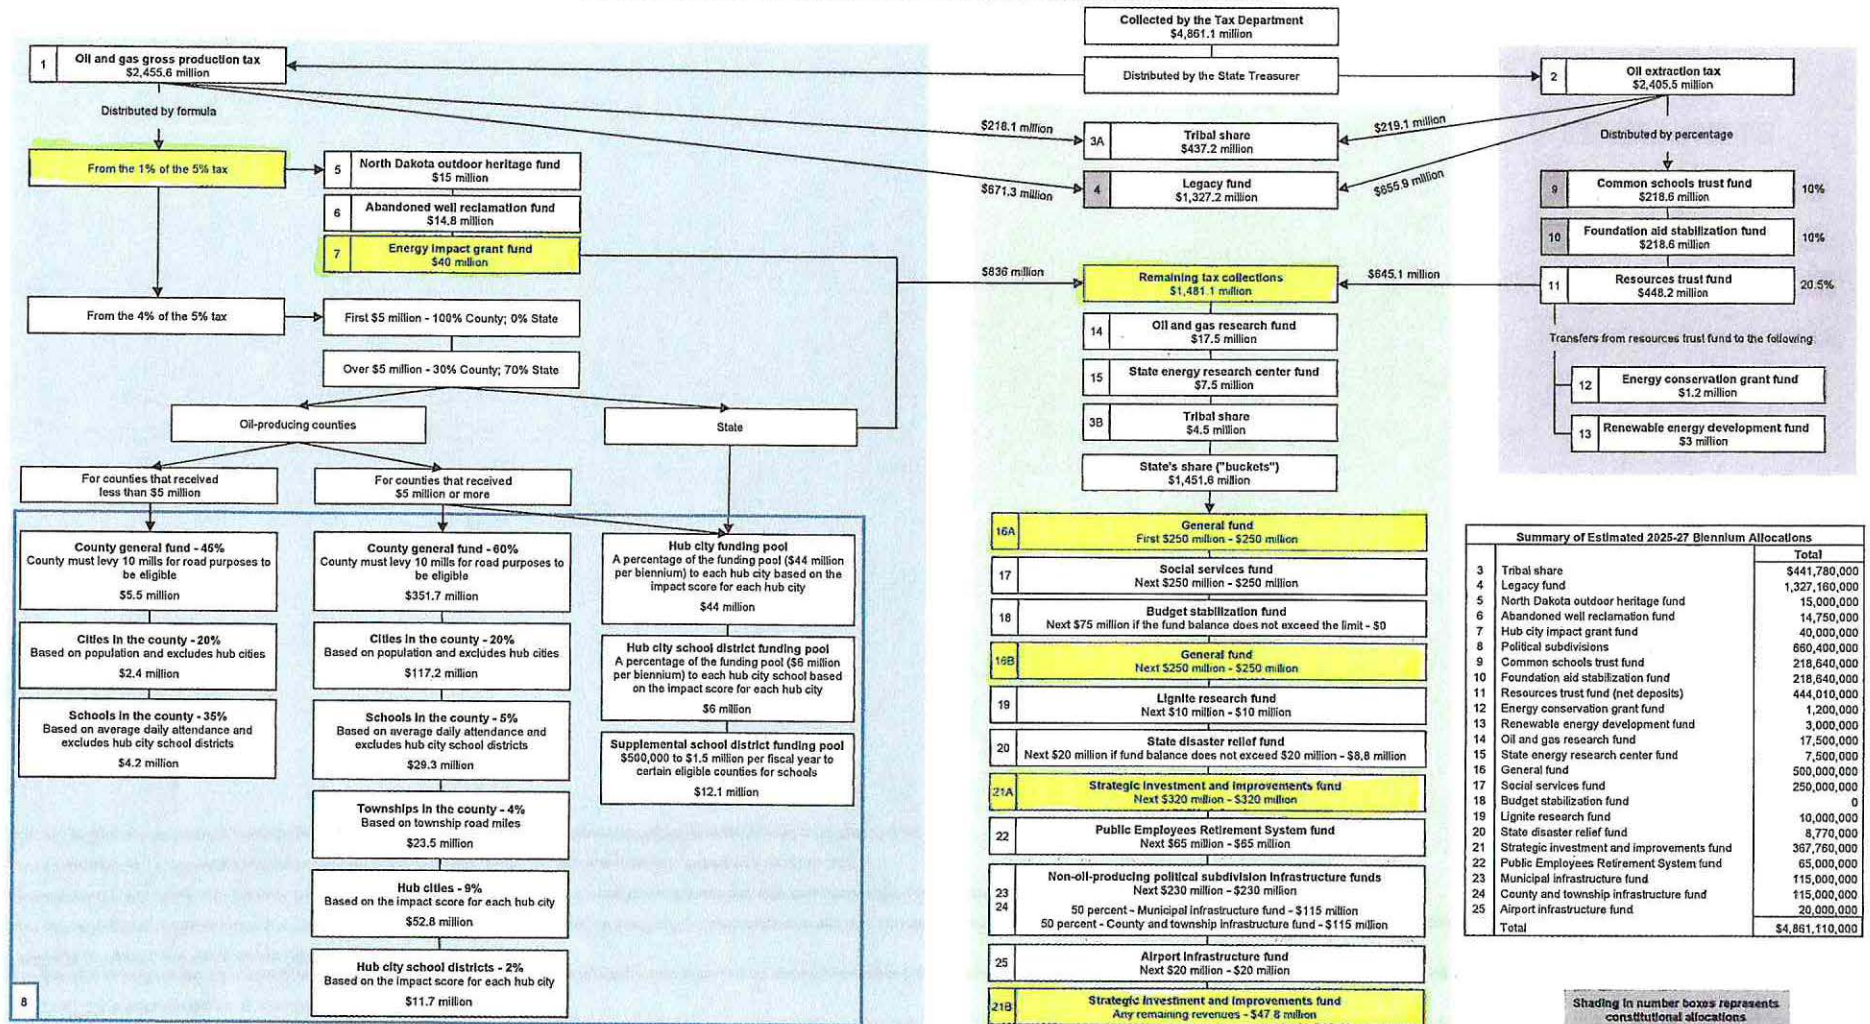 Collected by the Tax Department
$4,861.1 million
Distributed by the State Treasurer
1
Oil and gas gross production tax
$2,455.6 million
Distributed by formula
From the 1% of the 5% tax
5
North Dakota outdoor heritage fund
$15 million
6
Abandoned well reclamation fund
$14.8 million
7
Energy impact grant fund
$40 million
From the 4% of the 5% tax
First $5 million - 100% County; 0% State
Over $5 million - 30% County; 70% State
Oil-producing counties
State
For counties that received
less than $5 million
For counties that received
$5 million or more
County general fund - 45%
County must levy 10 mills for road purposes to
be eligible
$5.5 million
Cities in the county - 20%
Based on population and excludes hub cities
$2.4 million
Schools in the county - 35%
Based on average daily attendance and
excludes hub city school districts
$4.2 million
County general fund - 60%
County must levy 10 mills for road purposes to
be eligible
$351.7 million
Cities in the county - 20%
Based on population and excludes hub cities
$117.2 million
Schools in the county - 5%
Based on average daily attendance and
excludes hub city school districts
$29.3 million
Townships in the county - 4%
Based on township road miles
$23.5 million
Hub cities - 9%
Based on the impact score for each hub city
$52.8 million
Hub city school districts - 2%
Based on the impact score for each hub city
$11.7 million
Hub city funding pool
A percentage of the funding pool ($44 million
per biennium) to each hub city based on the
impact score for each hub city
$44 million
Hub city school district funding pool
A percentage of the funding pool ($6 million
per biennium) to each hub city school based
on the impact score for each hub city
$6 million
Supplemental school district funding pool
$500,000 to $1.5 million per fiscal year to
certain eligible counties for schools
$12.1 million
8
$218.1 million
$671.3 million
$836 million
3A
Tribal share
$437.2 million
4
Legacy fund
$1,327.2 million
$219.1 million
$655.9 million
$645.1 million
Remaining tax collections
$1,481.1 million
14
Oil and gas research fund
$17.5 million
15
State energy research center fund
$7.5 million
3B
Tribal share
$4.5 million
State's share ("buckets")
$1,451.6 million
16A
General fund
First $250 million - $250 million
17
Social services fund
Next $250 million - $250 million
18
Budget stabilization fund
Next $75 million if the fund balance does not exceed the limit - $0
16B
General fund
Next $250 million - $250 million
19
Lignite research fund
Next $10 million - $10 million
20
State disaster relief fund
Next $20 million if fund balance does not exceed $20 million - $8.8 million
21A
Strategic investment and improvements fund
Next $320 million - $320 million
22
Public Employees Retirement System fund
Next $65 million - $65 million
23
24
Non-oil-producing political subdivision infrastructure funds
Next $230 million - $230 million
50 percent - Municipal infrastructure fund - $115 million
50 percent - County and township infrastructure fund - $115 million
25
Airport infrastructure fund
Next $20 million - $20 million
21B
Strategic investment and improvements fund
Any remaining revenues - $47.8 million
2
Oil extraction tax
$2,405.5 million
Distributed by percentage
9
Common schools trust fund
$218.6 million
10%
10
Foundation aid stabilization fund
$218.6 million
10%
11
Resources trust fund
$448.2 million
20.5%
Transfers from resources trust fund to the following
12
Energy conservation grant fund
$1.2 million
13
Renewable energy development fund
$3 million
Summary of Estimated 2025-27 Biennium Allocations
Total
3 Tribal share $441,780,000
4 Legacy fund 1,327,160,000
5 North Dakota outdoor heritage fund 15,000,000
6 Abandoned well reclamation fund 14,750,000
7 Hub city impact grant fund 40,000,000
8 Political subdivisions 660,400,000
9 Common schools trust fund 218,640,000
10 Foundation aid stabilization fund 218,640,000
11 Resources trust fund (net deposits) 444,010,000
12 Energy conservation grant fund 1,200,000
13 Renewable energy development fund 3,000,000
14 Oil and gas research fund 17,500,000
15 State energy research center fund 7,500,000
16 General fund 500,000,000
17 Social services fund 250,000,000
18 Budget stabilization fund 0
19 Lignite research fund 10,000,000
20 State disaster relief fund 8,770,000
21 Strategic investment and improvements fund 367,760,000
22 Public Employees Retirement System fund 65,000,000
23 Municipal infrastructure fund 115,000,000
24 County and township infrastructure fund 115,000,000
25 Airport infrastructure fund 20,000,000
Total $4,861,110,000
Shading in number boxes represents
constitutional allocations